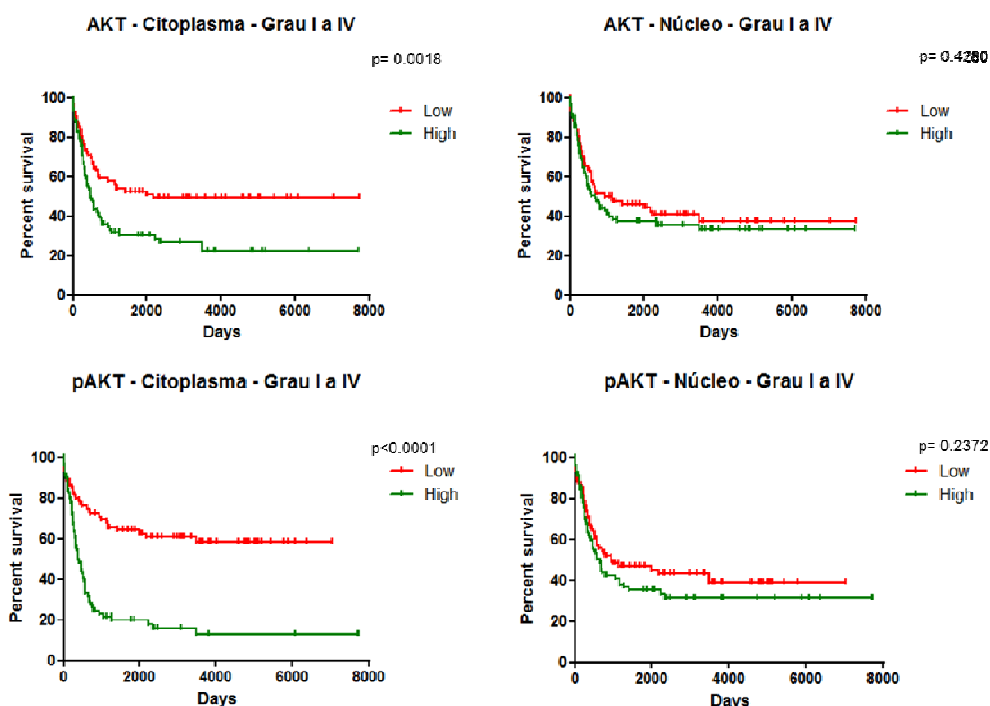 AKT - Citoplasma - Grau I a IV
p= 0.0018
Low
High
100
80
60
40
20
0
Percent survival
0 2000 4000 6000 8000
Days
AKT - Núcleo - Grau I a IV
Low
High
100
80
60
40
20
0
Percent survival
0 2000 4000 6000 8000
Days
pAKT - Citoplasma - Grau I a IV
p<0.0001
Low
High
100
80
60
40
20
0
Percent survival
0 2000 4000 6000 8000
Days
pAKT - Núcleo - Grau I a IV
p= 0.2372
Low
High
100
80
60
40
20
0
Percent survival
0 2000 4000 6000 8000
Days